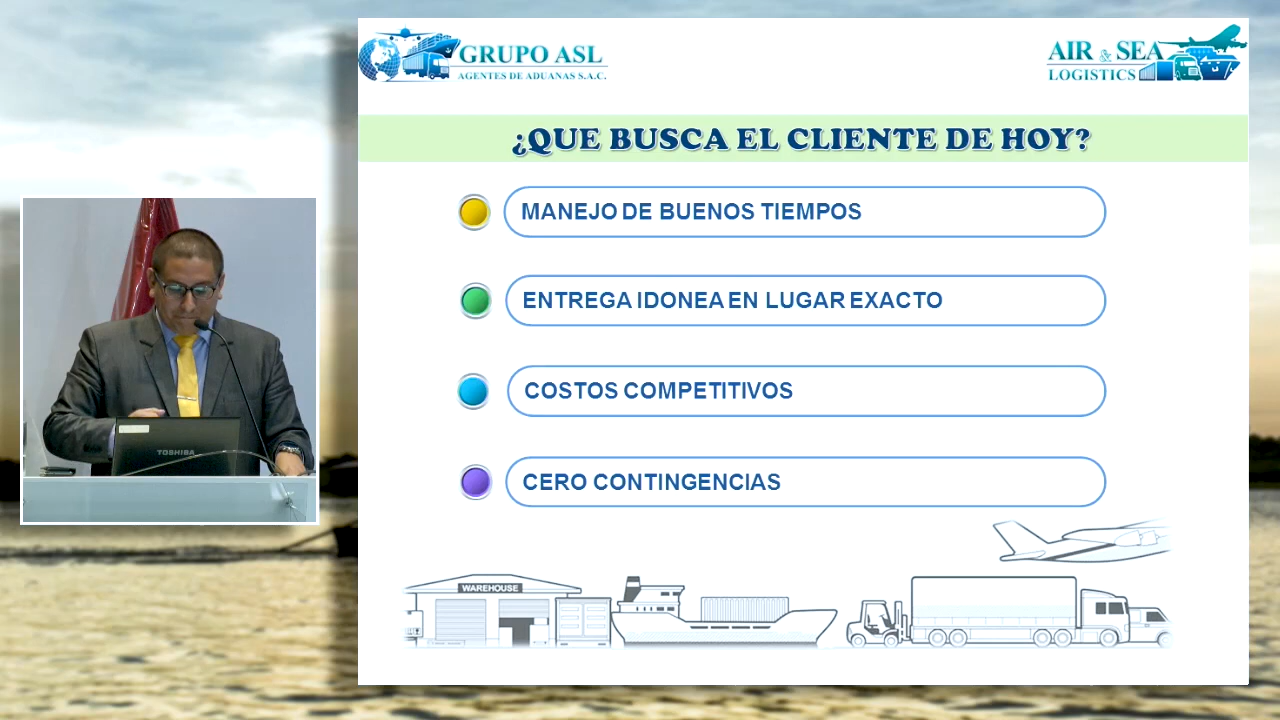 GRUPO ASL
AGENTES DE ADUANAS S.A.C.
AIR & SEA
LOGISTICS
¿QUE BUSCA EL CLIENTE DE HOY?
MANEJO DE BUENOS TIEMPOS
ENTREGA IDONEA EN LUGAR EXACTO
COSTOS COMPETITIVOS
CERO CONTINGENCIAS
TOSHIBA
WAREHOUSE